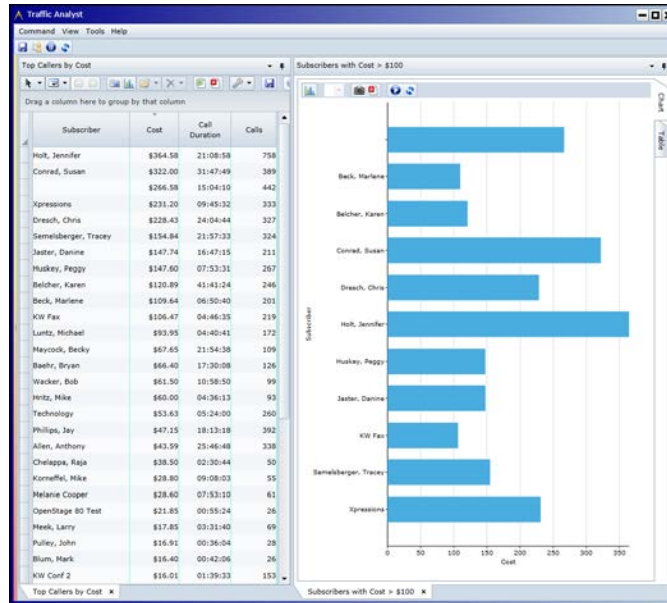 Traffic Analyst
Command View Tools Help
Top Callers by Cost
Drag a column here to group by that column
Subscriber Cost Call Duration Calls
Holt, Jennifer $364.58 21:08:58 758
Conrad, Susan $322.00 31:47:49 389
$266.58 15:04:10 442
Xpressions $231.20 09:45:32 333
Dresch, Chris $228.43 24:04:44 327
Semelsberger, Tracey $154.84 21:57:33 324
Jaster, Danine $147.74 16:47:15 211
Huskey, Peggy $147.60 07:53:31 267
Belcher, Karen $120.89 41:41:24 246
Beck, Marlene $109.64 06:50:40 201
KW Fax $106.47 04:46:35 219
Luntz, Michael $93.95 04:40:41 172
Maycock, Becky $67.65 21:54:38 109
Baehr, Bryan $66.40 17:30:08 126
Wacker, Bob $61.50 10:58:50 99
Hritz, Mike $60.00 04:36:13 93
Technology $53.63 05:24:00 260
Phillips, Jay $47.15 18:13:18 392
Allen, Anthony $43.59 25:46:48 338
Chelappa, Raja $38.50 02:30:44 50
Korneffel, Mike $28.80 09:08:03 55
Melanie Cooper $28.60 07:53:10 61
OpenStage 80 Test $21.85 00:55:24 26
Meek, Larry $17.85 03:31:40 69
Pulley, John $16.91 00:36:04 28
Blum, Mark $16.40 00:42:06 26
KW Conf 2 $16.01 01:39:33 153
Top Callers by Cost
Subscribers with Cost > $100
Chart
Table
Subscriber
Beck, Marlene
Belcher, Karen
Conrad, Susan
Dresch, Chris
Holt, Jennifer
Huskey, Peggy
Jaster, Danine
KW Fax
Semelsberger, Tracey
Xpressions
0 50 100 150 200 250 300 350
Cost
Subscribers with Cost > $100